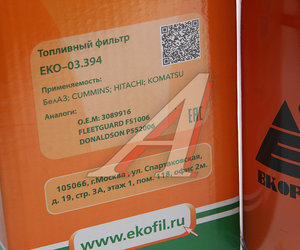 Топливный фильтр
ЕКО-03.394
Применяемость:
БелАЗ; CUMMINS; HITACHI; KOMATSU
Аналоги:
O.E.M: 3089916
FLEETGUARD FS1006
DONALDSON P552006
EAC
105066, г.Москва, ул. Спартаковская,
д. 19, стр. 3А, этаж 1, пом. 118, офис 2м.
www.ekofil.ru
EKOF